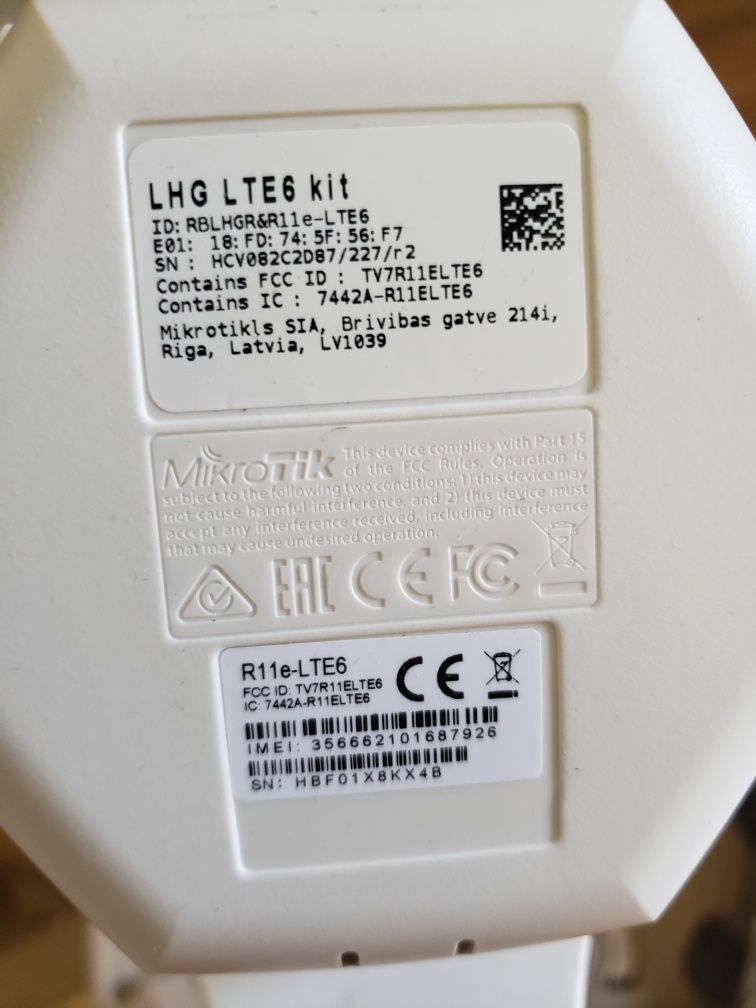 LHG LTE6 kit
ID: RBLHGR&R11e-LTE6
E01: 18:FD:74:5F:56:F7
SN : HCV082C2D87/227/r2
Contains FCC ID : TV7R11ELTE6
Contains IC : 7442A-R11ELTE6
Mikrotikls SIA, Brivibas gatve 214i,
Riga, Latvia, LV1039
MikroTik
This device complies with Part 15
of the FCC Rules. Operation is
subject to the following two conditions: 1) this device may
not cause harmful interference, and 2) this device must
accept any interference received, including interference
that may cause undesired operation.
EAC CE FC
R11e-LTE6
FCC ID: TV7R11ELTE6
IC: 7442A-R11ELTE6
CE
IMEI: 356662101687926
SN: HBF01X8KX4B